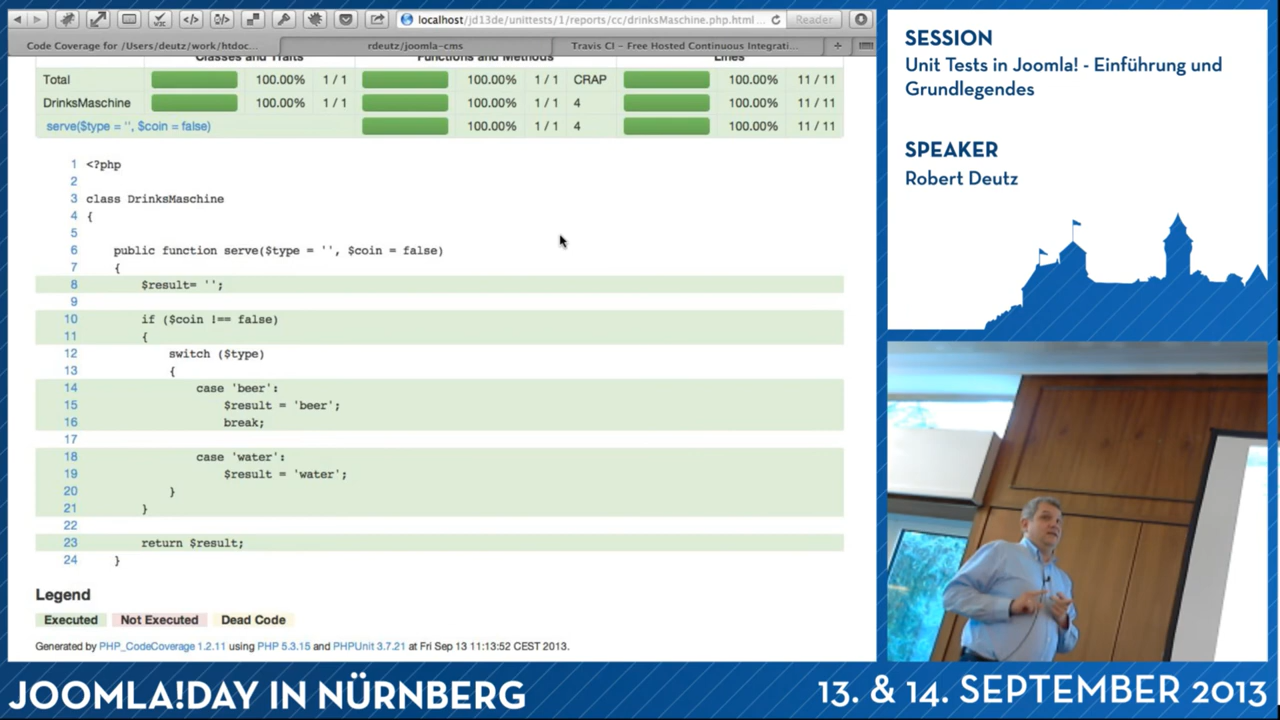 localhost/jd13de/unittests/1/reports/cc/drinksMaschine.php.html
Reader
Code Coverage for /Users/deutz/work/htdoc...
rdeutz/joomla-cms
Travis CI – Free Hosted Continuous Integrati...
Classes and Traits
Functions and Methods
Lines
Total 100.00% 1 / 1 100.00% 1 / 1 CRAP 100.00% 11 / 11
DrinksMaschine 100.00% 1 / 1 100.00% 1 / 1 4 100.00% 11 / 11
serve($type = '', $coin = false) 100.00% 1 / 1 4 100.00% 11 / 11
1 <?php
2
3 class DrinksMaschine
4 {
5
6 public function serve($type = '', $coin = false)
7 {
8 $result= '';
9
10 if ($coin !== false)
11 {
12 switch ($type)
13 {
14 case 'beer':
15 $result = 'beer';
16 break;
17
18 case 'water':
19 $result = 'water';
20 }
21 }
22
23 return $result;
24 }
Legend
Executed Not Executed Dead Code
Generated by PHP_CodeCoverage 1.2.11 using PHP 5.3.15 and PHPUnit 3.7.21 at Fri Sep 13 11:13:52 CEST 2013.
SESSION
Unit Tests in Joomla! - Einführung und
Grundlegendes
SPEAKER
Robert Deutz
JOOMLA!DAY IN NÜRNBERG
13. & 14. SEPTEMBER 2013